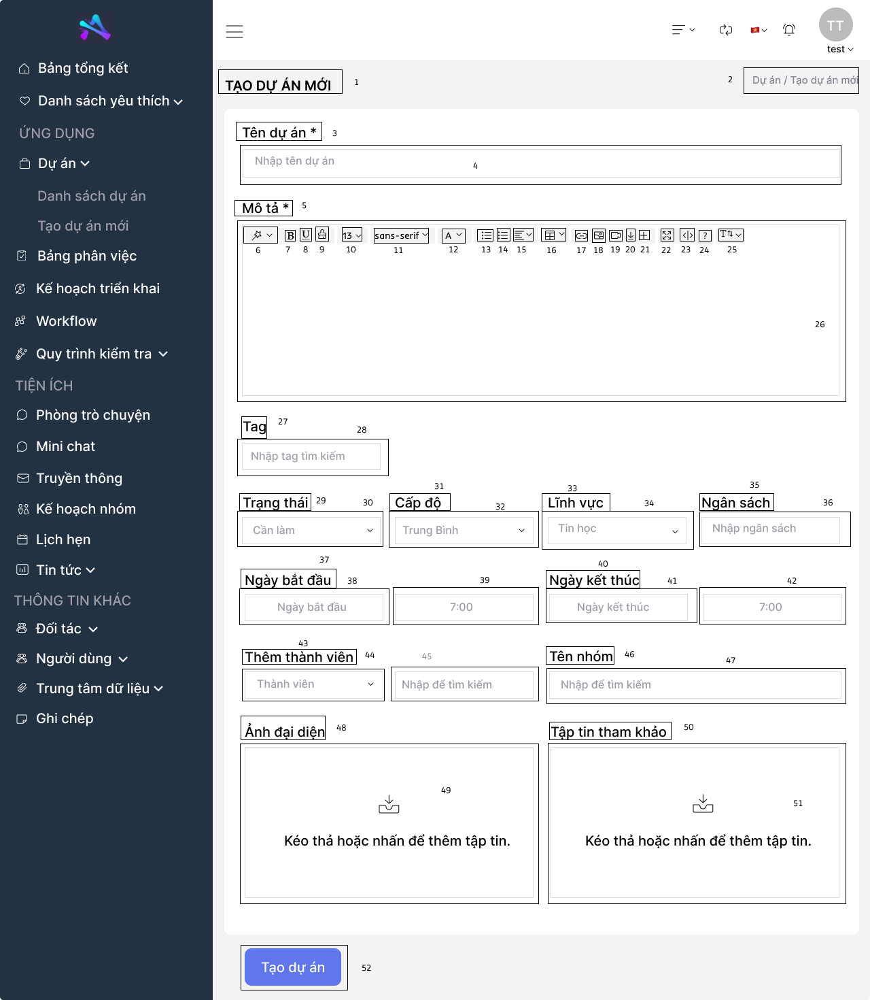 TT
test
Bảng tổng kết
Danh sách yêu thích
ỨNG DỤNG
Dự án
Danh sách dự án
Tạo dự án mới
Bảng phân việc
Kế hoạch triển khai
Workflow
Quy trình kiểm tra
TIỆN ÍCH
Phòng trò chuyện
Mini chat
Truyền thông
Kế hoạch nhóm
Lịch hẹn
Tin tức
THÔNG TIN KHÁC
Đối tác
Người dùng
Trung tâm dữ liệu
Ghi chép
TẠO DỰ ÁN MỚI 1
2 Dự án / Tạo dự án mới
Tên dự án * 3
Nhập tên dự án 4
Mô tả * 5
B U 13 sans-serif A ? T
6 7 8 9 10 11 12 13 14 15 16 17 18 19 20 21 22 23 24 25
26
Tag 27
28
Nhập tag tìm kiếm
31 33 35
Trạng thái 29 30 Cấp độ 32 Lĩnh vực 34 Ngân sách 36
Cần làm Trung Bình Tin học Nhập ngân sách
37 40
Ngày bắt đầu 38 39 Ngày kết thúc 41 42
Ngày bắt đầu 7:00 Ngày kết thúc 7:00
43
Thêm thành viên 44 45 Tên nhóm 46 47
Thành viên Nhập để tìm kiếm Nhập để tìm kiếm
Ảnh đại diện 48 Tập tin tham khảo 50
49 51
Kéo thả hoặc nhấn để thêm tập tin. Kéo thả hoặc nhấn để thêm tập tin.
Tạo dự án 52